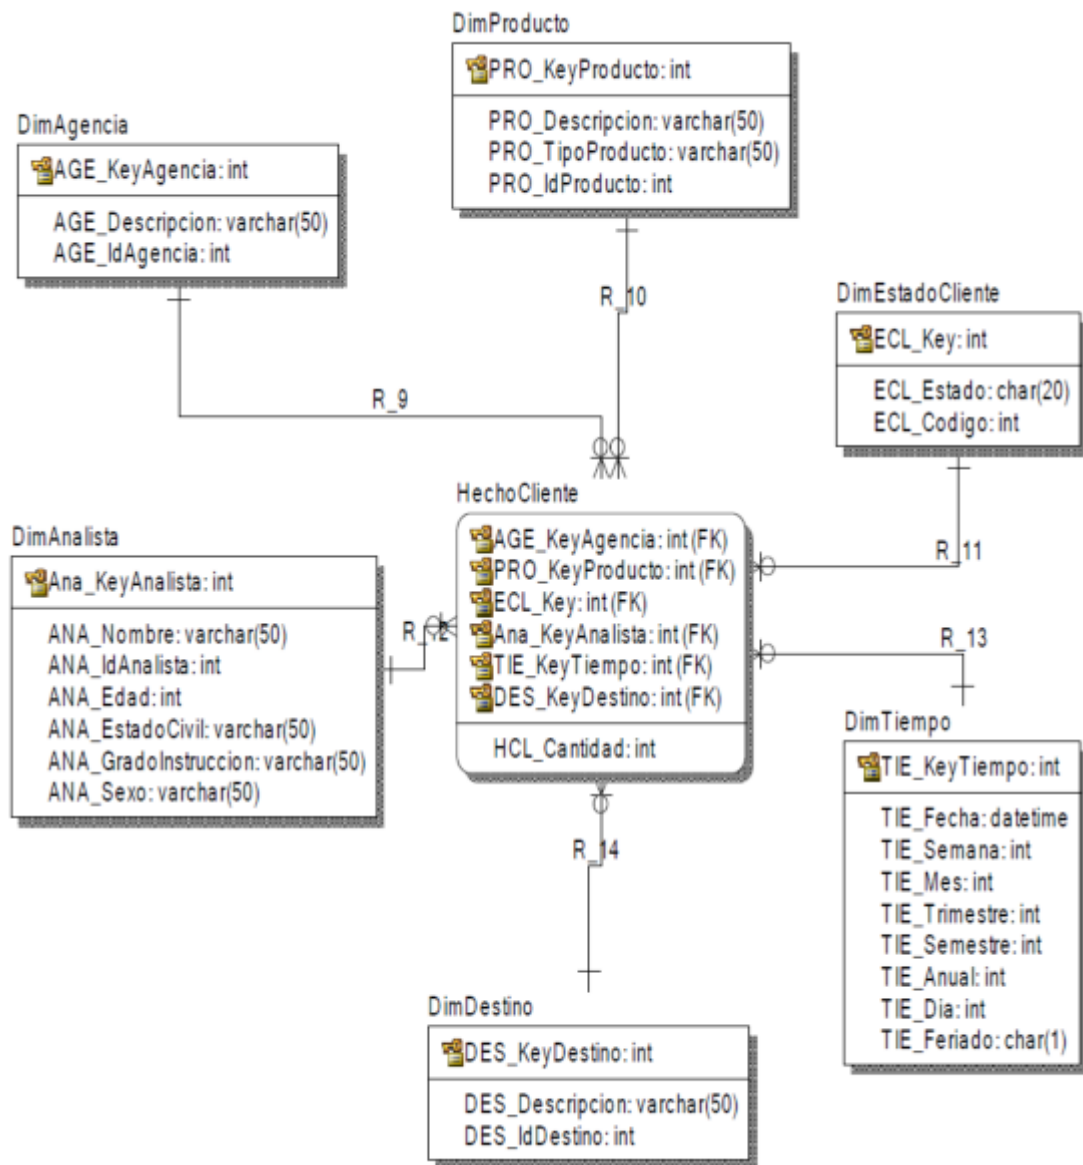 DimProducto
PRO_KeyProducto: int
PRO_Descripcion: varchar(50)
PRO_TipoProducto: varchar(50)
PRO_IdProducto: int
DimAgencia
AGE_KeyAgencia: int
AGE_Descripcion: varchar(50)
AGE_IdAgencia: int
R_10
R_9
DimEstadoCliente
ECL_Key: int
ECL_Estado: char(20)
ECL_Codigo: int
R_11
HechoCliente
AGE_KeyAgencia: int (FK)
PRO_KeyProducto: int (FK)
ECL_Key: int (FK)
Ana_KeyAnalista: int (FK)
TIE_KeyTiempo: int (FK)
DES_KeyDestino: int (FK)
HCL_Cantidad: int
DimAnalista
Ana_KeyAnalista: int
ANA_Nombre: varchar(50)
ANA_IdAnalista: int
ANA_Edad: int
ANA_EstadoCivil: varchar(50)
ANA_GradoInstruccion: varchar(50)
ANA_Sexo: varchar(50)
R_12
R_13
DimTiempo
TIE_KeyTiempo: int
TIE_Fecha: datetime
TIE_Semana: int
TIE_Mes: int
TIE_Trimestre: int
TIE_Semestre: int
TIE_Anual: int
TIE_Dia: int
TIE_Feriado: char(1)
R_14
DimDestino
DES_KeyDestino: int
DES_Descripcion: varchar(50)
DES_IdDestino: int